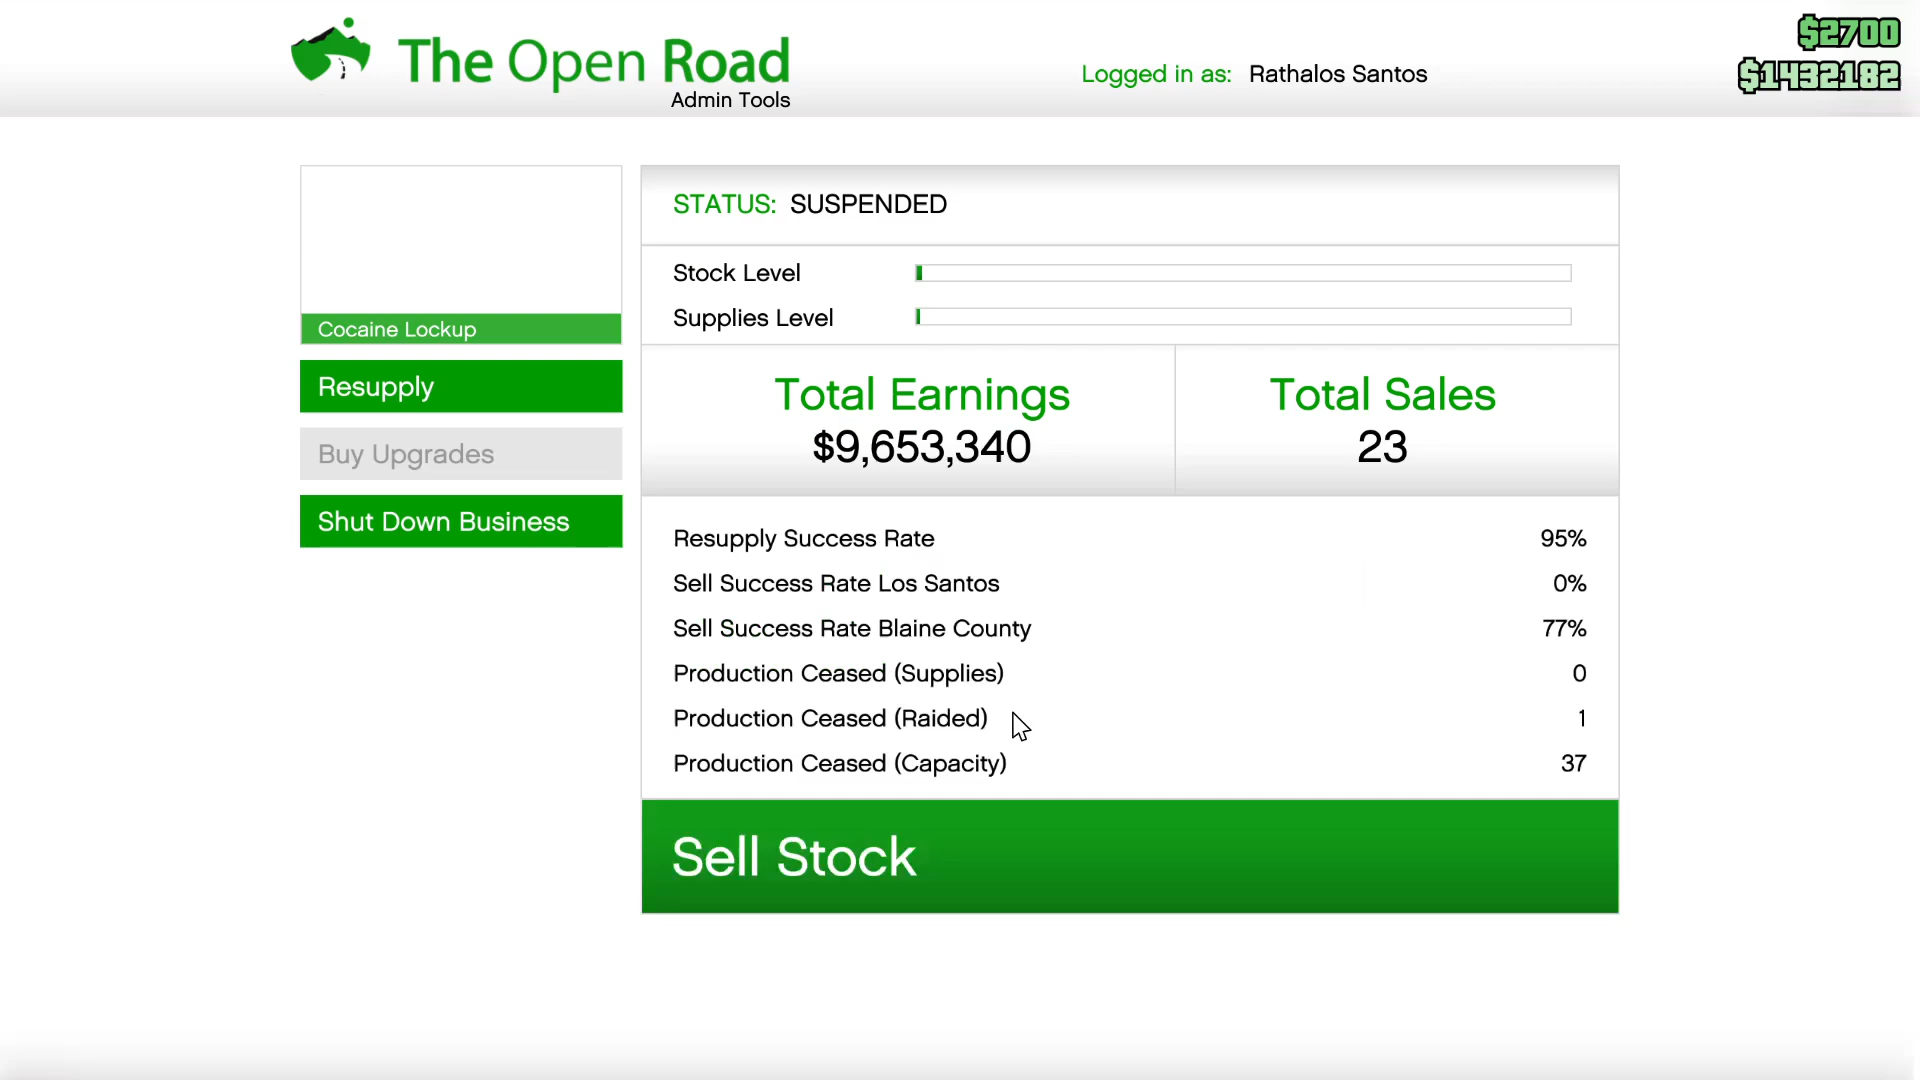 The Open Road
Admin Tools
Logged in as: Rathalos Santos
$2700
$1432182
Cocaine Lockup
Resupply
Buy Upgrades
Shut Down Business
STATUS: SUSPENDED
Stock Level
Supplies Level
Total Earnings
$9,653,340
Total Sales
23
Resupply Success Rate 95%
Sell Success Rate Los Santos 0%
Sell Success Rate Blaine County 77%
Production Ceased (Supplies) 0
Production Ceased (Raided) 1
Production Ceased (Capacity) 37
Sell Stock